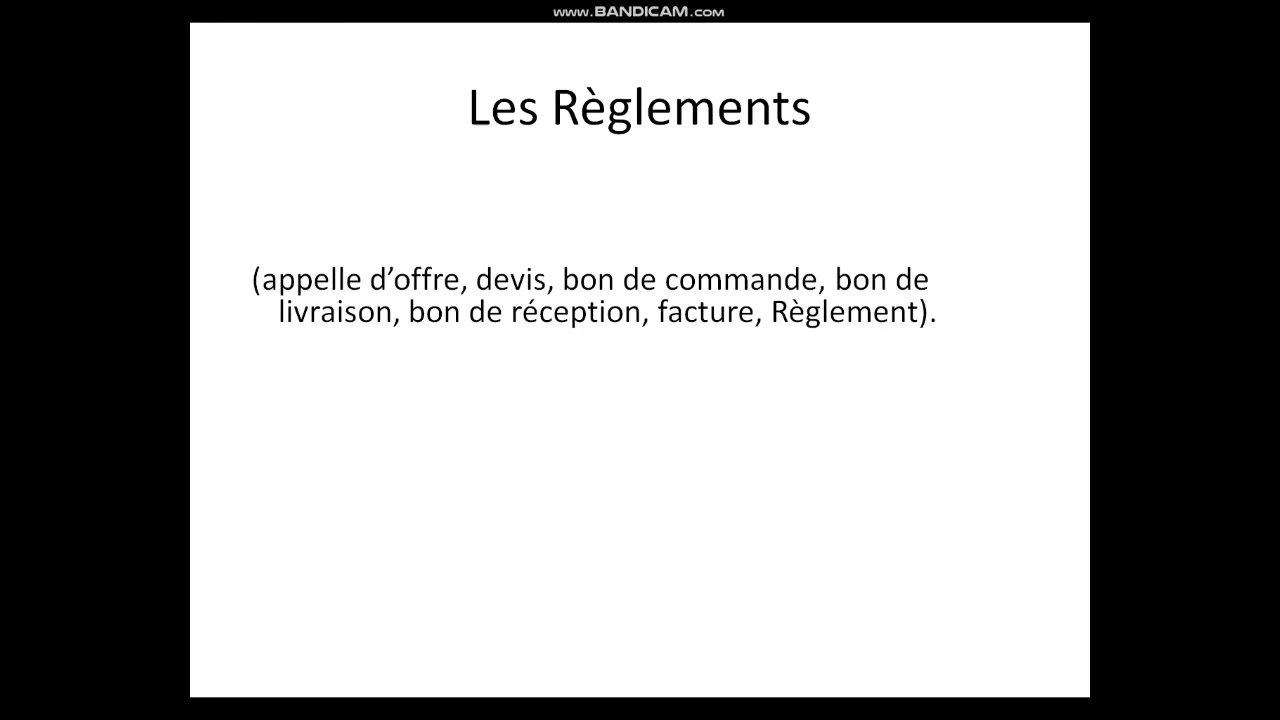 www.BANDICAM.com
Les Règlements
(appelle d’offre, devis, bon de commande, bon de
livraison, bon de réception, facture, Règlement).